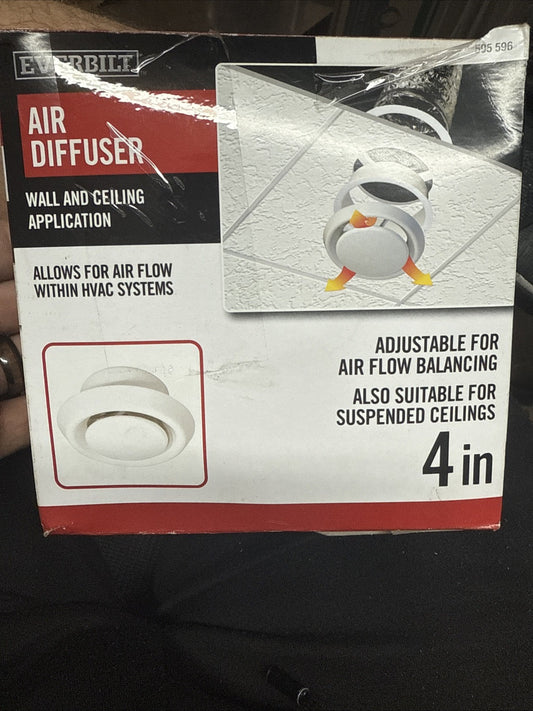 EVERBILT
595 596
AIR
DIFFUSER
WALL AND CEILING
APPLICATION
ALLOWS FOR AIR FLOW
WITHIN HVAC SYSTEMS
ADJUSTABLE FOR
AIR FLOW BALANCING
ALSO SUITABLE FOR
SUSPENDED CEILINGS
4 in